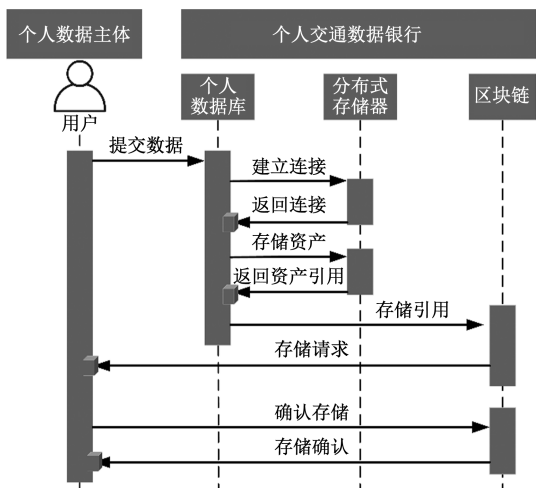 个人数据主体
个人交通数据银行
用户
个人
数据库
分布式
存储器
区块链
提交数据
建立连接
返回连接
存储资产
返回资产引用
存储引用
存储请求
确认存储
存储确认